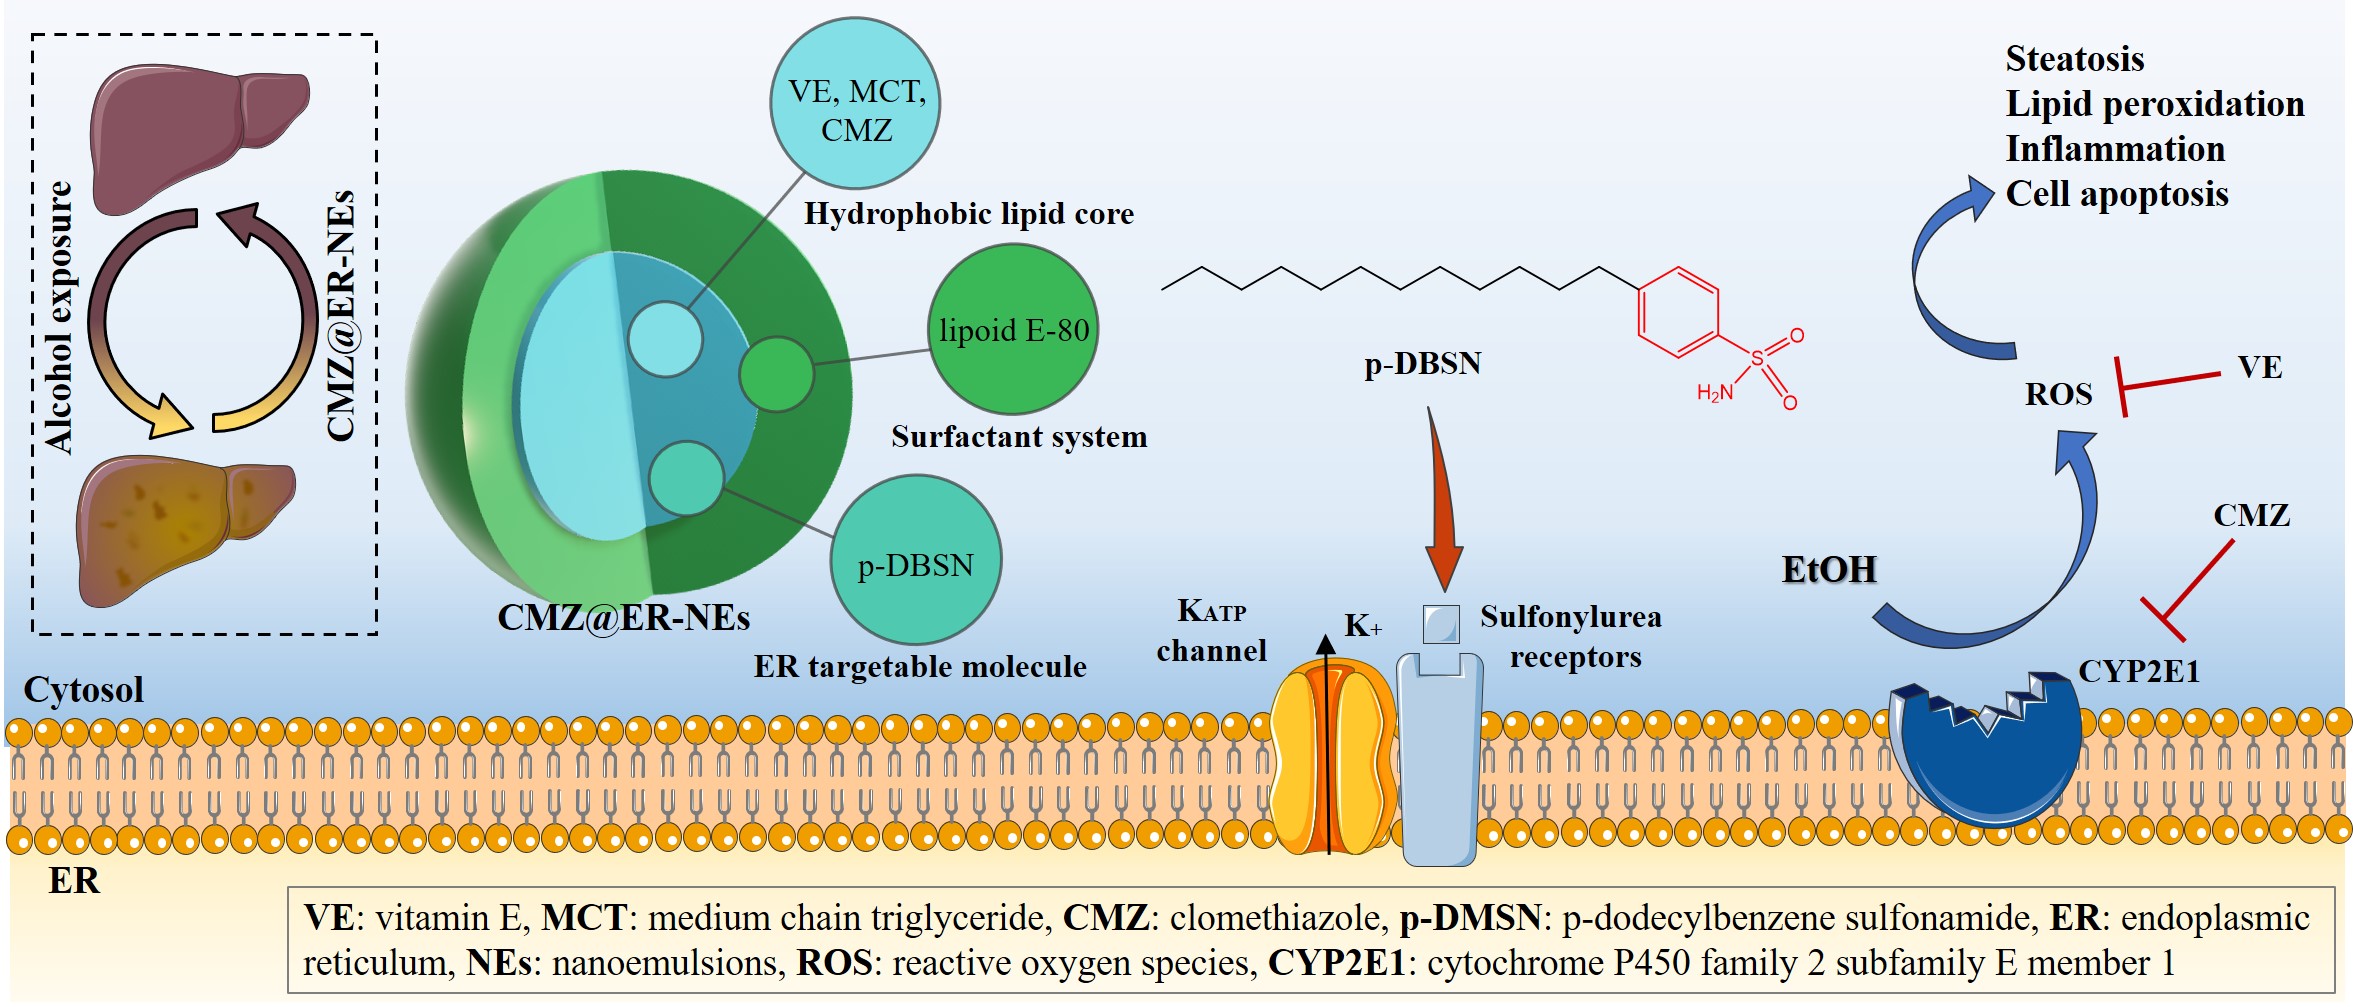 Alcohol exposure
CMZ@ER-NEs
VE, MCT,
CMZ
Hydrophobic lipid core
lipoid E-80
Surfactant system
p-DBSN
ER targetable molecule
CMZ@ER-NEs
p-DBSN
H₂N
S
O
O
Steatosis
Lipid peroxidation
Inflammation
Cell apoptosis
ROS
VE
CMZ
EtOH
CYP2E1
KATP
channel
K+
Sulfonylurea
receptors
Cytosol
ER
VE: vitamin E, MCT: medium chain triglyceride, CMZ: clomethiazole, p-DMSN: p-dodecylbenzene sulfonamide, ER: endoplasmic
reticulum, NEs: nanoemulsions, ROS: reactive oxygen species, CYP2E1: cytochrome P450 family 2 subfamily E member 1